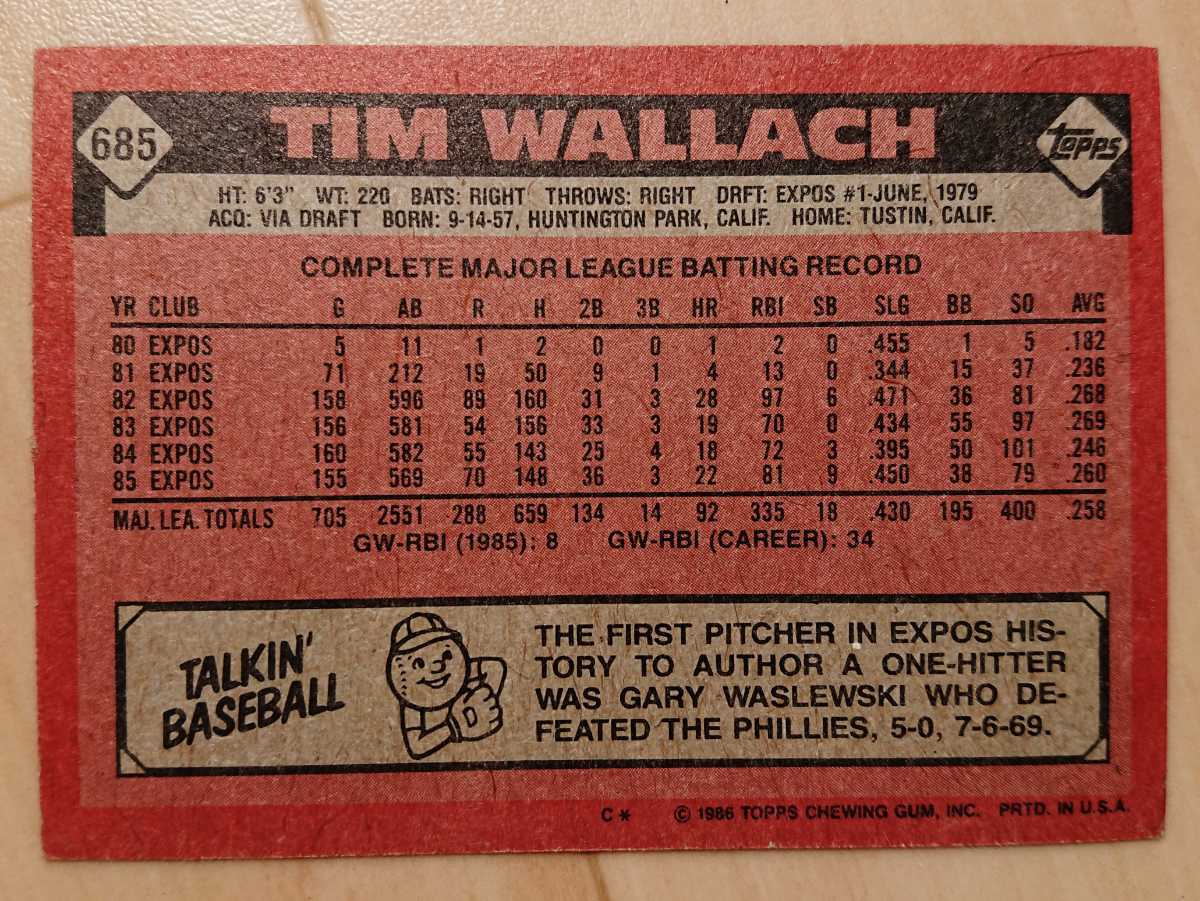 685 TIM WALLACH Topps
HT: 6'3" WT: 220 BATS: RIGHT THROWS: RIGHT DRFT: EXPOS #1-JUNE, 1979
ACQ: VIA DRAFT BORN: 9-14-57, HUNTINGTON PARK, CALIF. HOME: TUSTIN, CALIF.
COMPLETE MAJOR LEAGUE BATTING RECORD
YR CLUB G AB R H 2B 3B HR RBI SB SLG BB SO AVG
80 EXPOS 5 11 1 2 0 0 1 2 0 .455 1 5 .182
81 EXPOS 71 212 19 50 9 1 4 13 0 .344 15 37 .236
82 EXPOS 158 596 89 160 31 3 28 97 6 .471 36 81 .268
83 EXPOS 156 581 54 156 33 3 19 70 0 .434 55 97 .269
84 EXPOS 160 582 55 143 25 4 18 72 3 .395 50 101 .246
85 EXPOS 155 569 70 148 36 3 22 81 9 .450 38 79 .260
MAJ. LEA. TOTALS 705 2551 288 659 134 14 92 335 18 .430 195 400 .258
GW-RBI (1985): 8 GW-RBI (CAREER): 34
TALKIN'
BASEBALL
THE FIRST PITCHER IN EXPOS HIS-
TORY TO AUTHOR A ONE-HITTER
WAS GARY WASLEWSKI WHO DE-
FEATED THE PHILLIES, 5-0, 7-6-69.
C* © 1986 TOPPS CHEWING GUM, INC. PRTD. IN U.S.A.